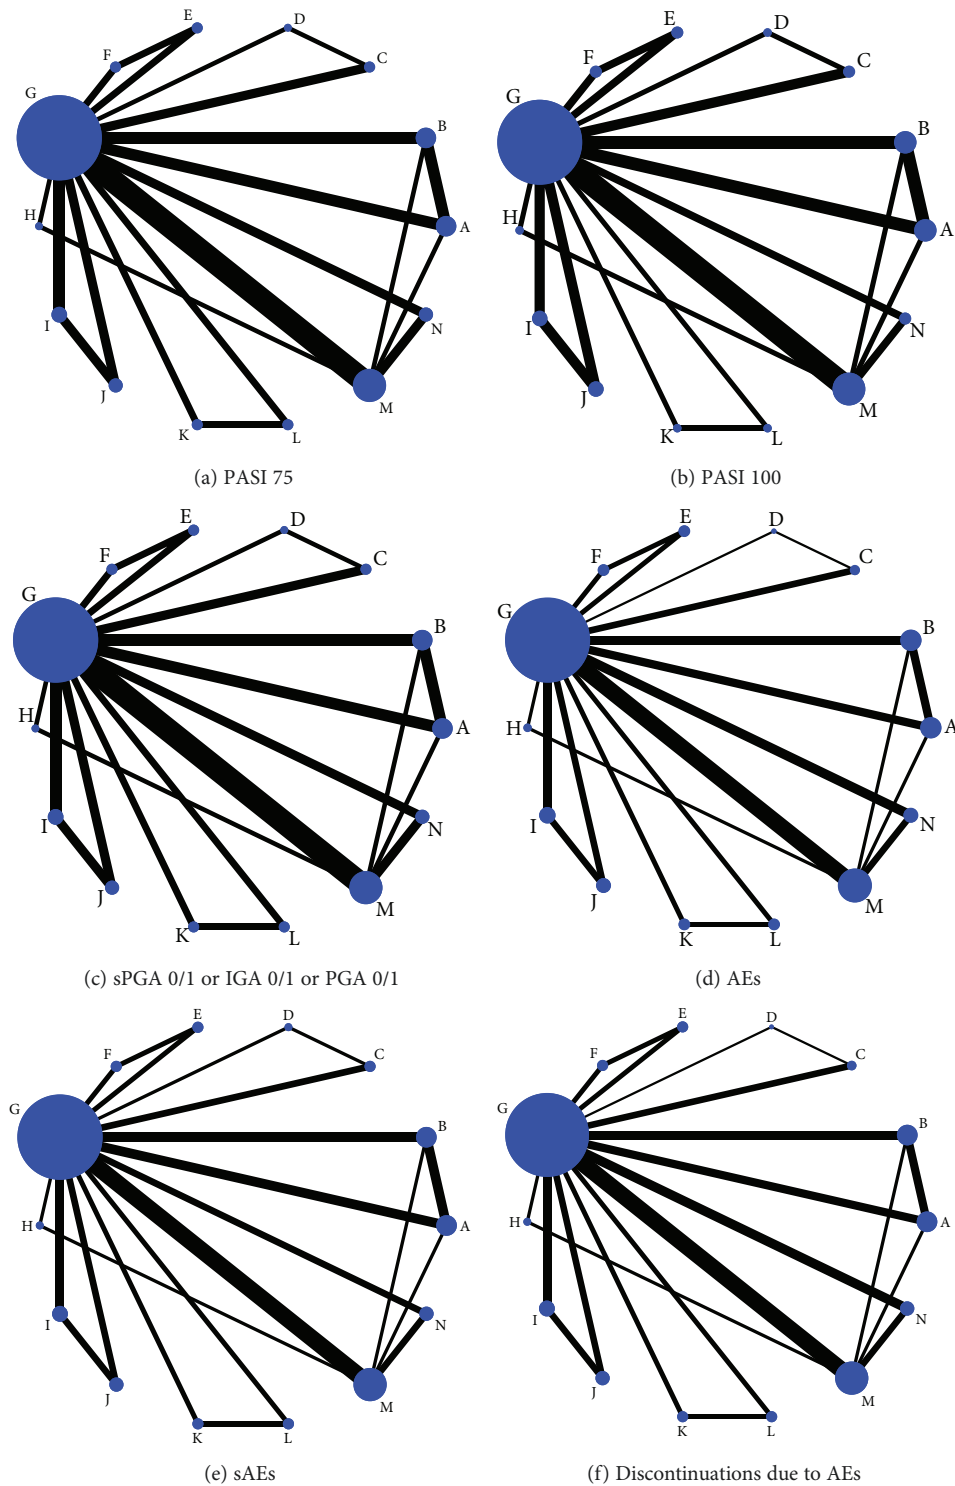 E
D
F
C
G
B
H
A
I
N
J
M
K
L
(a) PASI 75
E
D
F
C
G
B
H
A
I
N
J
M
K
L
(b) PASI 100
E
D
F
C
G
B
H
A
I
N
J
M
K
L
(c) sPGA 0/1 or IGA 0/1 or PGA 0/1
E
D
F
C
G
B
H
A
I
N
J
M
K
L
(d) AEs
E
D
F
C
G
B
H
A
I
N
J
M
K
L
(e) sAEs
E
D
F
C
G
B
H
A
I
N
J
M
K
L
(f) Discontinuations due to AEs